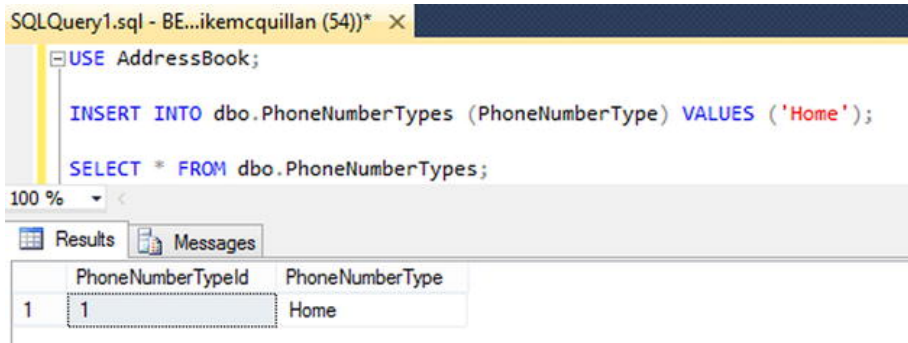 SQLQuery1.sql - BE...ikemcquillan (54))* ×
USE AddressBook;
INSERT INTO dbo.PhoneNumberTypes (PhoneNumberType) VALUES ('Home');
SELECT * FROM dbo.PhoneNumberTypes;
100 %
Results Messages
PhoneNumberTypeId PhoneNumberType
1 1 Home